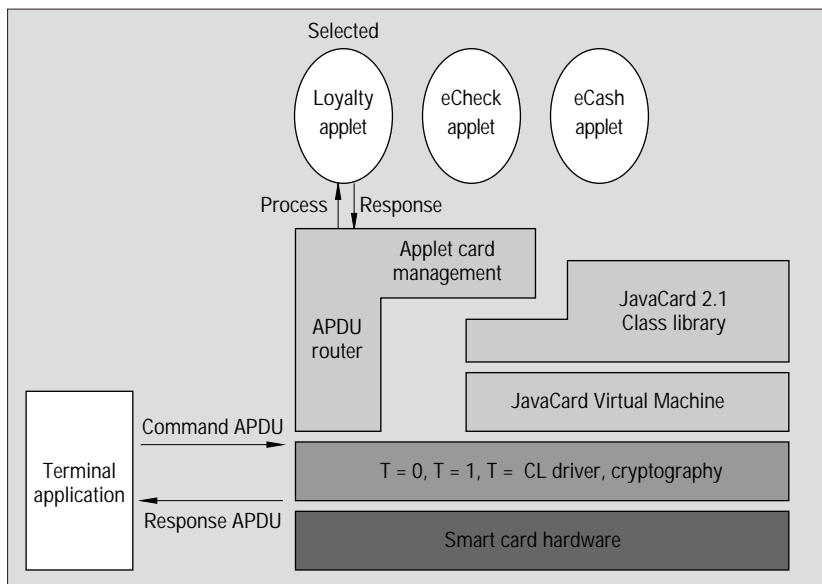 Selected
Loyalty
applet
eCheck
applet
eCash
applet
Process
Response
Applet card
management
APDU
router
JavaCard 2.1
Class library
JavaCard Virtual Machine
Terminal
application
Command APDU
Response APDU
T = 0, T = 1, T = CL driver, cryptography
Smart card hardware